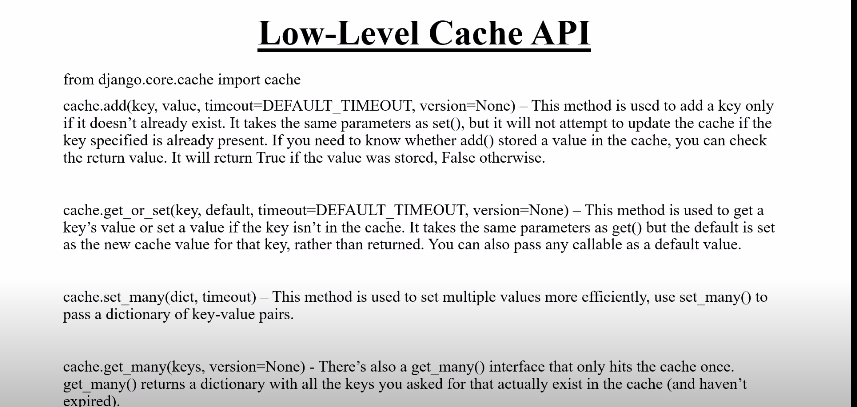 Low-Level Cache API
from django.core.cache import cache
cache.add(key, value, timeout=DEFAULT_TIMEOUT, version=None) – This method is used to add a key only
if it doesn’t already exist. It takes the same parameters as set(), but it will not attempt to update the cache if the
key specified is already present. If you need to know whether add() stored a value in the cache, you can check
the return value. It will return True if the value was stored, False otherwise.
cache.get_or_set(key, default, timeout=DEFAULT_TIMEOUT, version=None) – This method is used to get a
key’s value or set a value if the key isn’t in the cache. It takes the same parameters as get() but the default is set
as the new cache value for that key, rather than returned. You can also pass any callable as a default value.
cache.set_many(dict, timeout) – This method is used to set multiple values more efficiently, use set_many() to
pass a dictionary of key-value pairs.
cache.get_many(keys, version=None) - There’s also a get_many() interface that only hits the cache once.
get_many() returns a dictionary with all the keys you asked for that actually exist in the cache (and haven’t
expired).